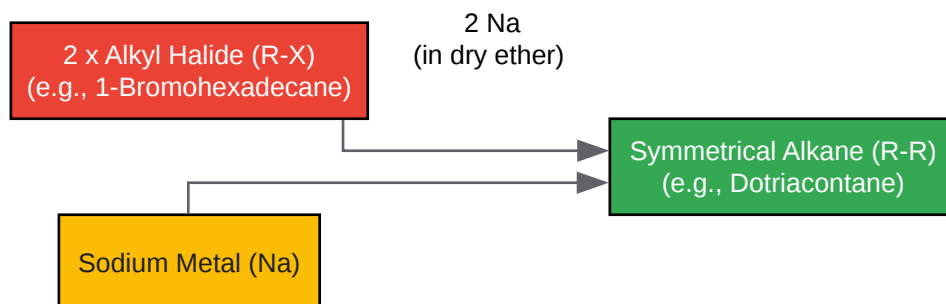 2 x Alkyl Halide (R-X)
(e.g., 1-Bromohexadecane)
2 Na
(in dry ether)
Symmetrical Alkane (R-R)
(e.g., Dotriacontane)
Sodium Metal (Na)